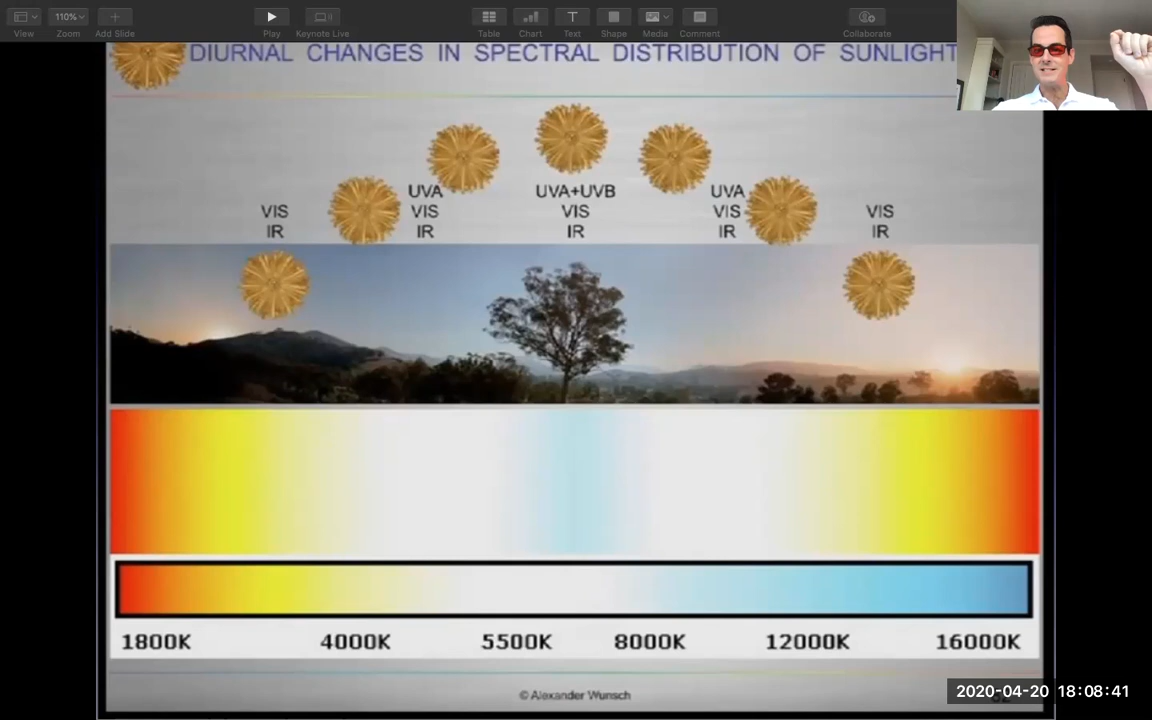 110%
View
Zoom
Add Slide
Play
Keynote Live
Table
Chart
Text
Shape
Media
Comment
Collaborate
DIURNAL CHANGES IN SPECTRAL DISTRIBUTION OF SUNLIGHT
UVA
UVA+UVB
UVA
VIS
VIS
VIS
VIS
VIS
IR
IR
IR
IR
IR
1800K
4000K
5500K
8000K
12000K
16000K
© Alexander Wunsch
2020-04-20 18:08:41